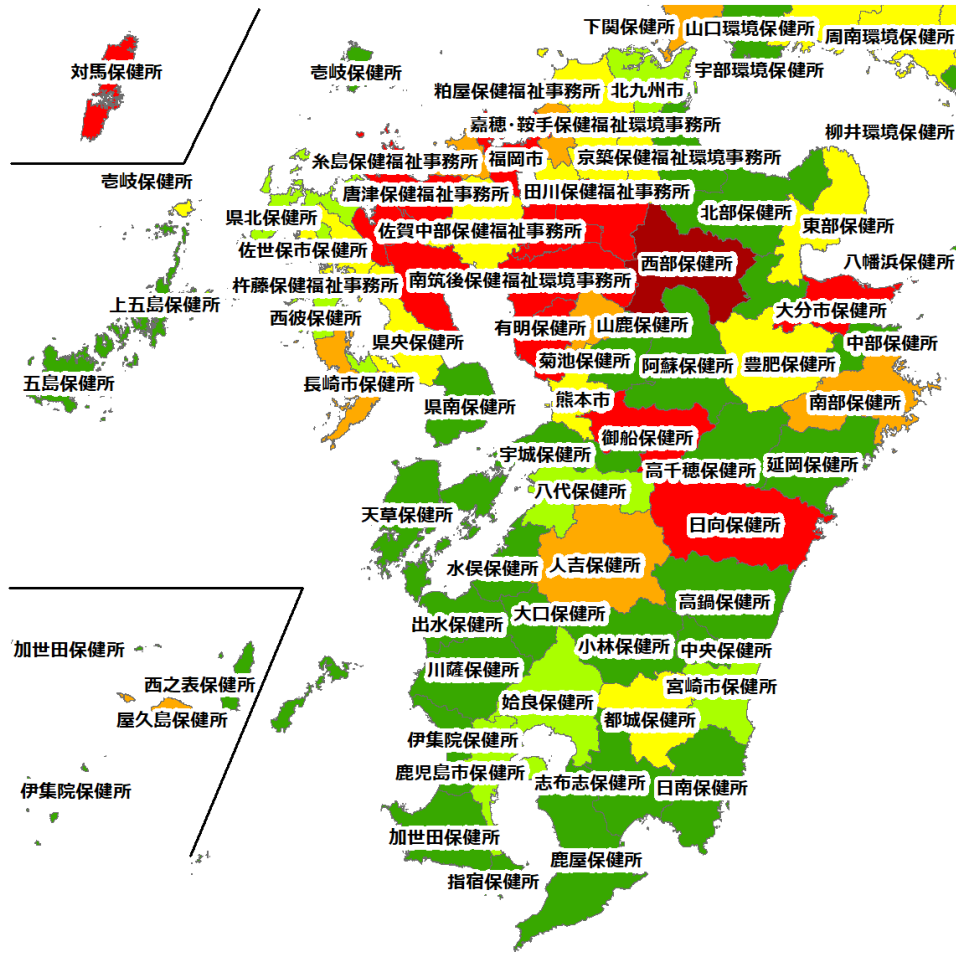 下関保健所
山口環境保健所
周南環境保健所
対馬保健所
壱岐保健所
宇部環境保健所
粕屋保健福祉事務所
北九州市
嘉穂・鞍手保健福祉環境事務所
柳井環境保健所
糸島保健福祉事務所
福岡市
京築保健福祉環境事務所
壱岐保健所
唐津保健福祉事務所
田川保健福祉事務所
県北保健所
北部保健所
東部保健所
佐世保市保健所
佐賀中部保健福祉事務所
西部保健所
八幡浜保健所
杵藤保健福祉事務所
南筑後保健福祉環境事務所
上五島保健所
西彼保健所
有明保健所
山鹿保健所
大分市保健所
県央保健所
中部保健所
菊池保健所
阿蘇保健所
豊肥保健所
五島保健所
長崎市保健所
県南保健所
熊本市
南部保健所
御船保健所
宇城保健所
高千穂保健所
延岡保健所
八代保健所
天草保健所
日向保健所
水俣保健所
人吉保健所
高鍋保健所
出水保健所
大口保健所
加世田保健所
小林保健所
中央保健所
川薩保健所
西之表保健所
宮崎市保健所
姶良保健所
屋久島保健所
都城保健所
伊集院保健所
鹿児島市保健所
志布志保健所
日南保健所
伊集院保健所
加世田保健所
鹿屋保健所
指宿保健所